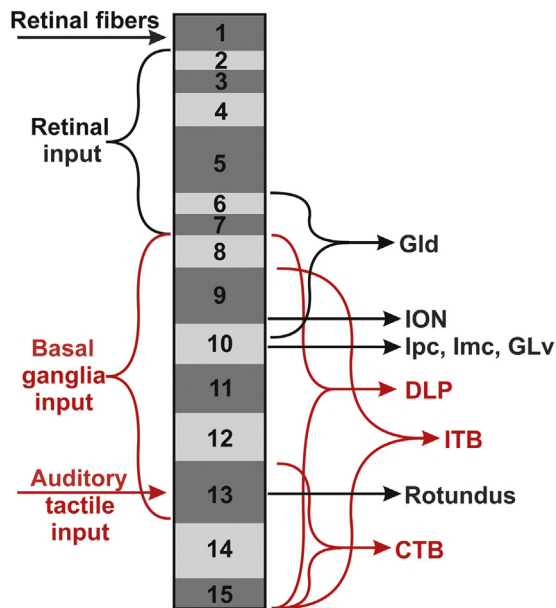 Retinal fibers
1
2
3
4
5
6
7
8
9
10
11
12
13
14
15
Retinal
input
Basal
ganglia
input
Auditory
tactile
input
Gld
ION
Ipc, Imc, GLv
DLP
ITB
Rotundus
CTB